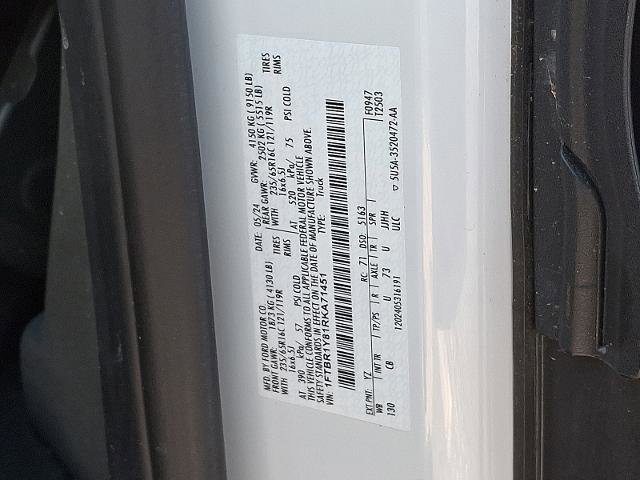 MFD. BY FORD MOTOR CO.
DATE: 05/24 GVWR: 4150 KG ( 9150 LB)
FRONT GAWR: 1873 KG ( 4130 LB) REAR GAWR: 2502 KG ( 5515 LB)
WITH 235/65R16C 121/119R TIRES WITH 235/65R16C 121/119R TIRES
16x6.5J RIMS 16x6.5J RIMS
AT 390 kPa/ 57 PSI COLD AT 520 kPa/ 75 PSI COLD
THIS VEHICLE CONFORMS TO ALL APPLICABLE FEDERAL MOTOR VEHICLE
SAFETY STANDARDS IN EFFECT ON THE DATE OF MANUFACTURE SHOWN ABOVE.
VIN: 1FTBR1Y81RKA71451
TYPE: Truck
F0947
T2503
EXT PNT: YZ RC: 71 DSO: 5163
WB INT TR TP/PS R AXLE TR SPR
130 CB U 73 U JJHH
ULC
1202405316191 5U5A-3520472-AA